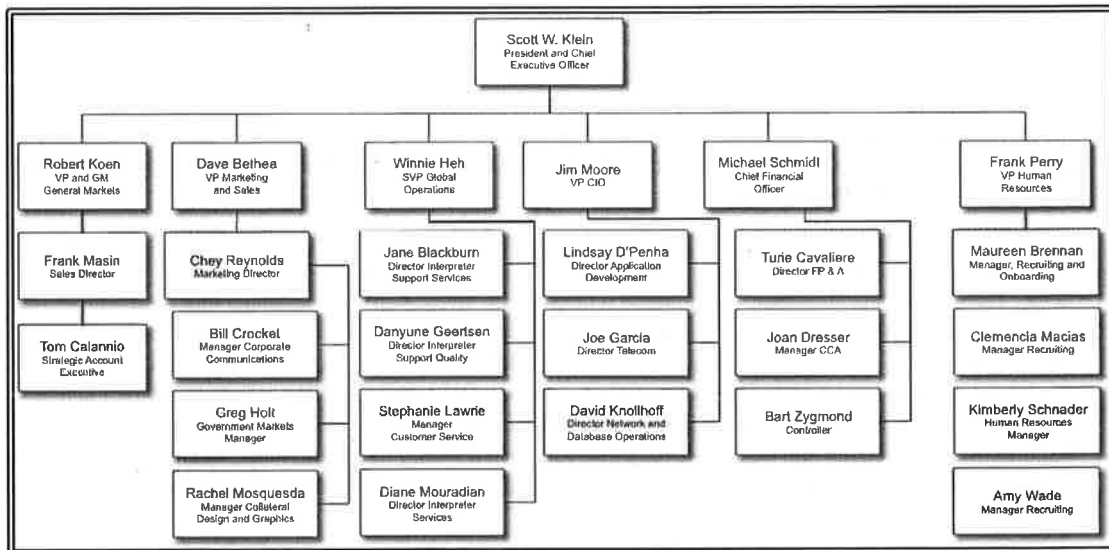 Scott W. Klein
President and Chief
Executive Officer
Robert Koen
VP and GM
General Markets
Dave Bethea
VP Marketing
and Sales
Winnie Heh
SVP Global
Operations
Jim Moore
VP CIO
Michael Schmidt
Chief Financial
Officer
Frank Perry
VP Human
Resources
Frank Masin
Sales Director
Tom Calannio
Strategic Account
Executive
Chey Reynolds
Marketing Director
Bill Crocket
Manager Corporate
Communications
Greg Holt
Government Markets
Manager
Rachel Mosquesda
Manager Collateral
Design and Graphics
Jane Blackburn
Director Interpreter
Support Services
Danyune Geertsen
Director Interpreter
Support Quality
Stephanie Lawrie
Manager
Customer Service
Diane Mouradian
Director Interpreter
Services
Lindsay D'Penha
Director Application
Development
Joe Garcia
Director Telecom
David Knollhoff
Director Network and
Database Operations
Turie Cavaliere
Director FP & A
Joan Dresser
Manager CCA
Bart Zygmond
Controller
Maureen Brennan
Manager, Recruiting and
Onboarding
Clemencia Macias
Manager Recruiting
Kimberly Schnader
Human Resources
Manager
Amy Wade
Manager Recruiting